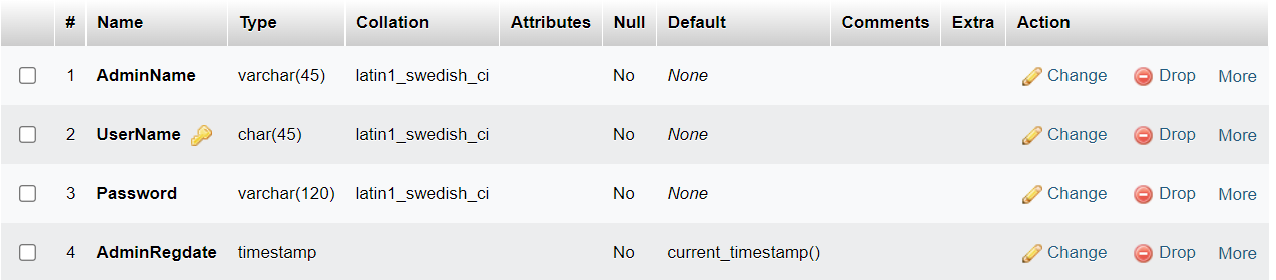 # Name Type Collation Attributes Null Default Comments Extra Action
1 AdminName varchar(45) latin1_swedish_ci No None Change Drop More
2 UserName char(45) latin1_swedish_ci No None Change Drop More
3 Password varchar(120) latin1_swedish_ci No None Change Drop More
4 AdminRegdate timestamp No current_timestamp() Change Drop More